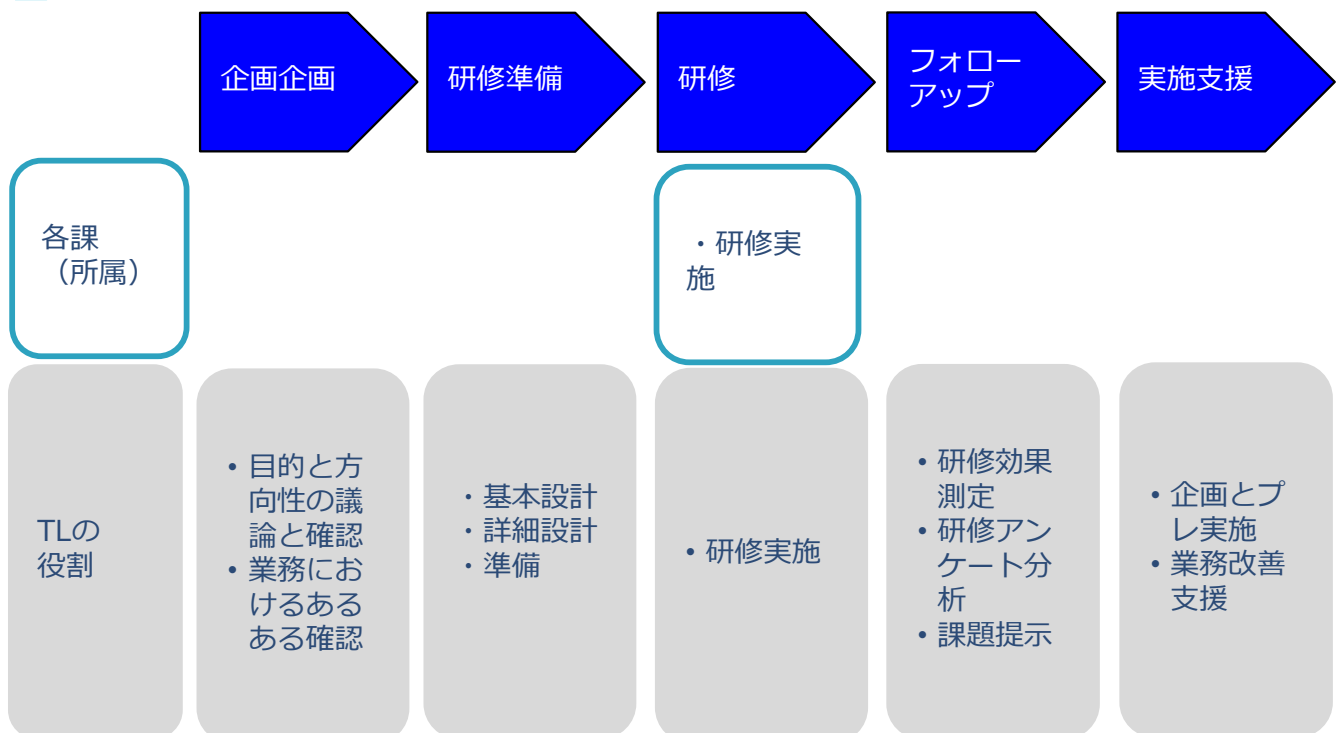 企画企画
研修準備
研修
フォロー
アップ
実施支援
各課
（所属）
・研修実
施
TLの
役割
• 目的と方
向性の議
論と確認
• 業務にお
けるある
ある確認
・基本設計
・詳細設計
・準備
• 研修実施
• 研修効果
測定
• 研修アン
ケート分
析
• 課題提示
• 企画とプ
レ実施
• 業務改善
支援